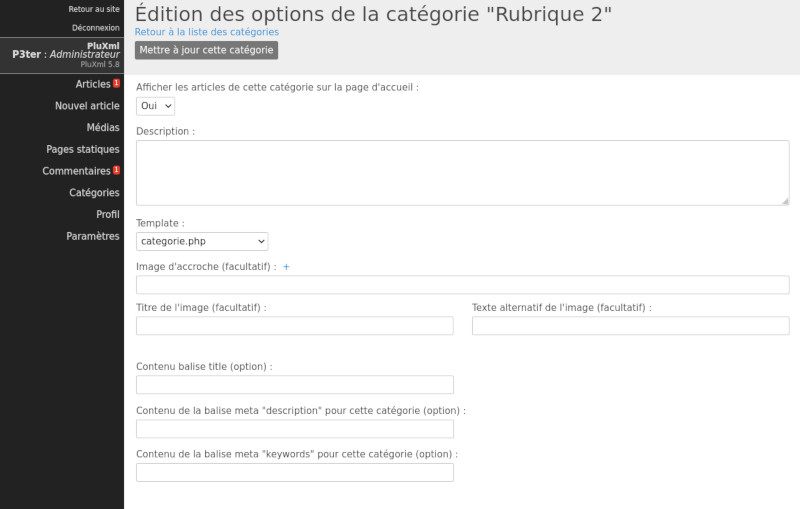 Retour au site
Déconnexion
PluXml
P3ter : Administrateur
PluXml 5.8
Articles 1
Nouvel article
Médias
Pages statiques
Commentaires 1
Catégories
Profil
Paramètres
Édition des options de la catégorie "Rubrique 2"
Retour à la liste des catégories
Mettre à jour cette catégorie
Afficher les articles de cette catégorie sur la page d'accueil :
Oui
Description :
Template :
categorie.php
Image d'accroche (facultatif) : +
Titre de l'image (facultatif) :
Texte alternatif de l'image (facultatif) :
Contenu balise title (option) :
Contenu de la balise meta "description" pour cette catégorie (option) :
Contenu de la balise meta "keywords" pour cette catégorie (option) :